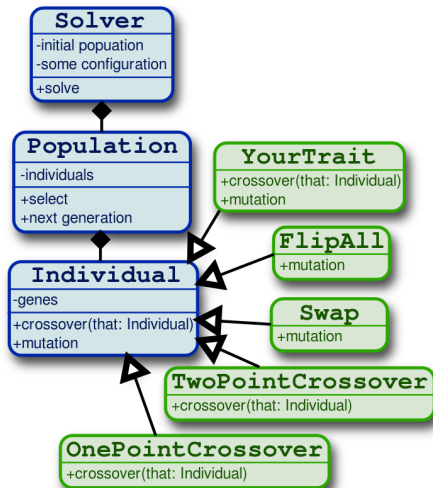 Solver
-initial popuation
-some configuration
+solve
Population
-individuals
+select
+next generation
YourTrait
+crossover(that: Individual)
+mutation
FlipAll
+mutation
Individual
-genes
+crossover(that: Individual)
+mutation
Swap
+mutation
TwoPointCrossover
+crossover(that: Individual)
OnePointCrossover
+crossover(that: Individual)